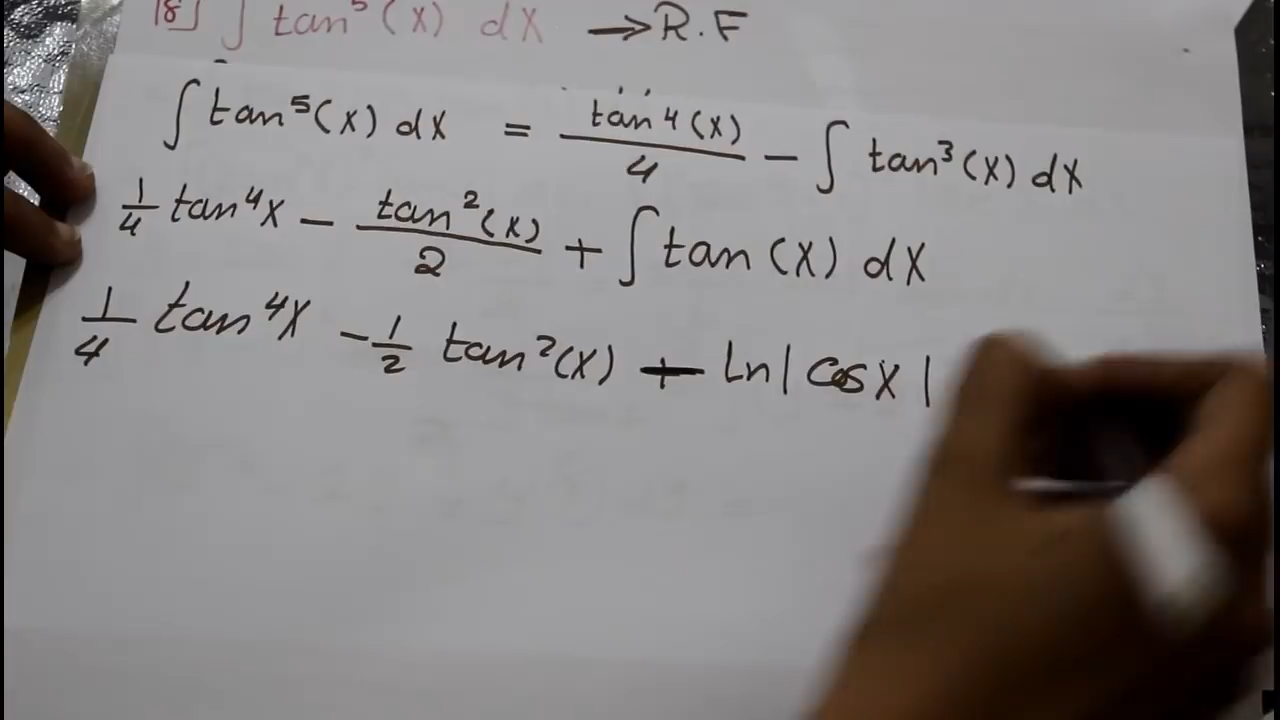 18] ∫ tan⁵(x) dx → R.F
∫ tan⁵(x) dx = tan⁴(x)/4 − ∫ tan³(x) dx
1/4 tan⁴x − tan²(x)/2 + ∫ tan(x) dx
1/4 tan⁴x − 1/2 tan²(x) + Ln|cosx|